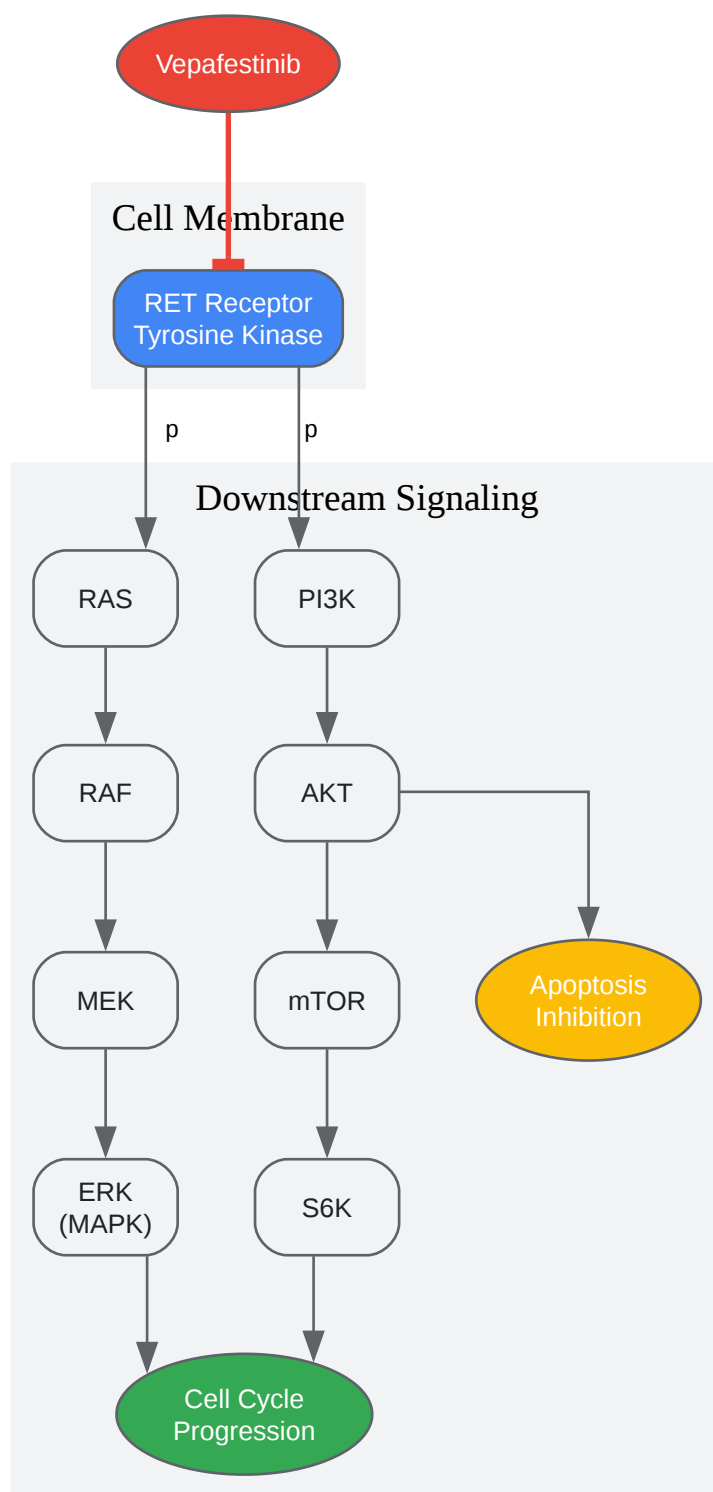 Vepafestinib
Cell Membrane
RET Receptor
Tyrosine Kinase
p
p
Downstream Signaling
RAS
PI3K
RAF
AKT
MEK
mTOR
Apoptosis
Inhibition
ERK
(MAPK)
S6K
Cell Cycle
Progression